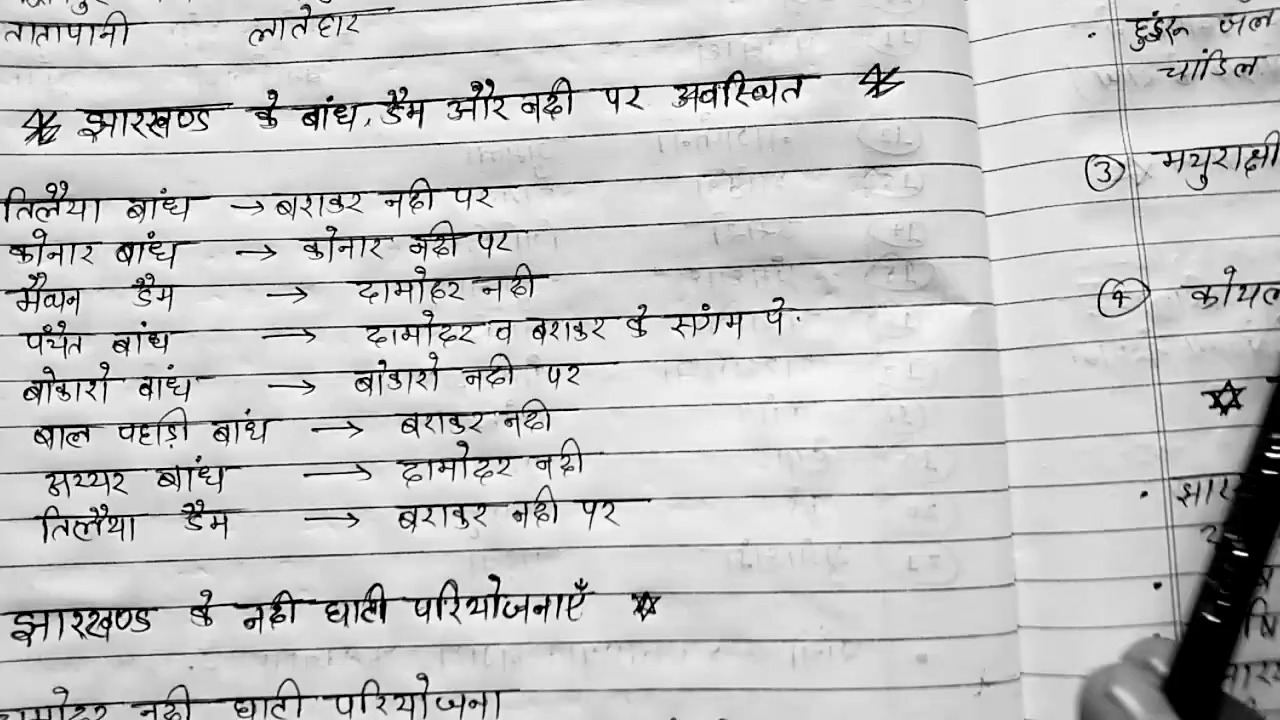 तातापानी लातेहार
झारखण्ड के बांध, डैम और नदी पर अवस्थित
तिलैया बांध → बराकर नदी पर
कोनार बांध → कोनार नदी पर
मैथन डैम → दामोदर नदी
पंचेत बांध → दामोदर व बराकर के संगम पे.
बोकारो बांध → बोकारो नदी पर
बाल पहाड़ी बांध → बराकर नदी
अय्यर बांध → दामोदर नदी
तिलैया डैम → बराकर नदी पर
झारखण्ड के नदी घाटी परियोजनाएँ
दामोदर नदी घाटी परियोजना
जल
चांडिल
③ मयुराक्षी
④ कोयल
झार